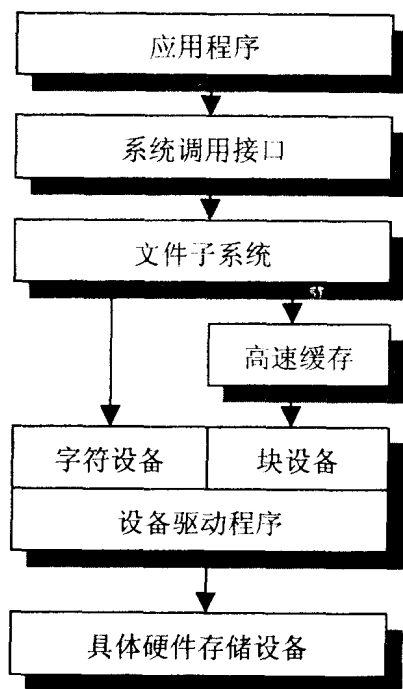 应用程序
系统调用接口
文件子系统
高速缓存
字符设备
块设备
设备驱动程序
具体硬件存储设备